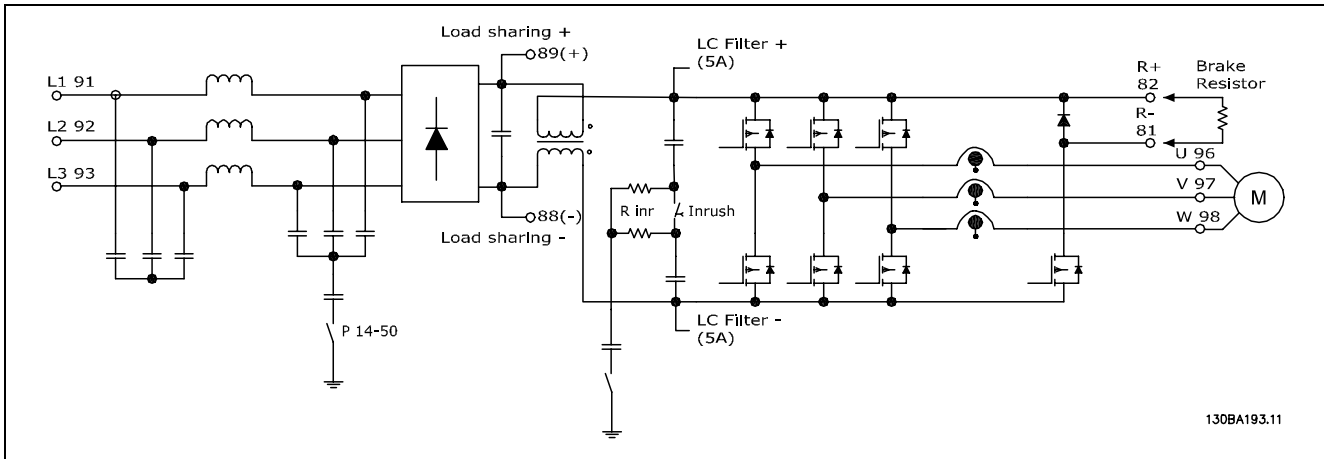 Load sharing +
89(+)
LC Filter +
(5A)
L1 91
L2 92
L3 93
R+
82
Brake
Resistor
R-
81
U 96
V 97
W 98
M
R inr
Inrush
88(-)
Load sharing -
LC Filter -
(5A)
P 14-50
130BA193.11